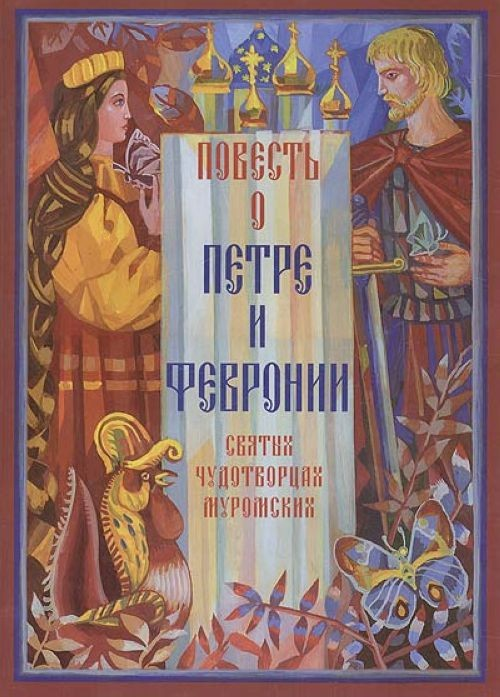 ПОВЕСТЬ
О
ПЕТРЕ
И
ФЕВРОНИИ
СВЯТЫХ
ЧУДОТВОРЦАХ
МУРОМСКИХ